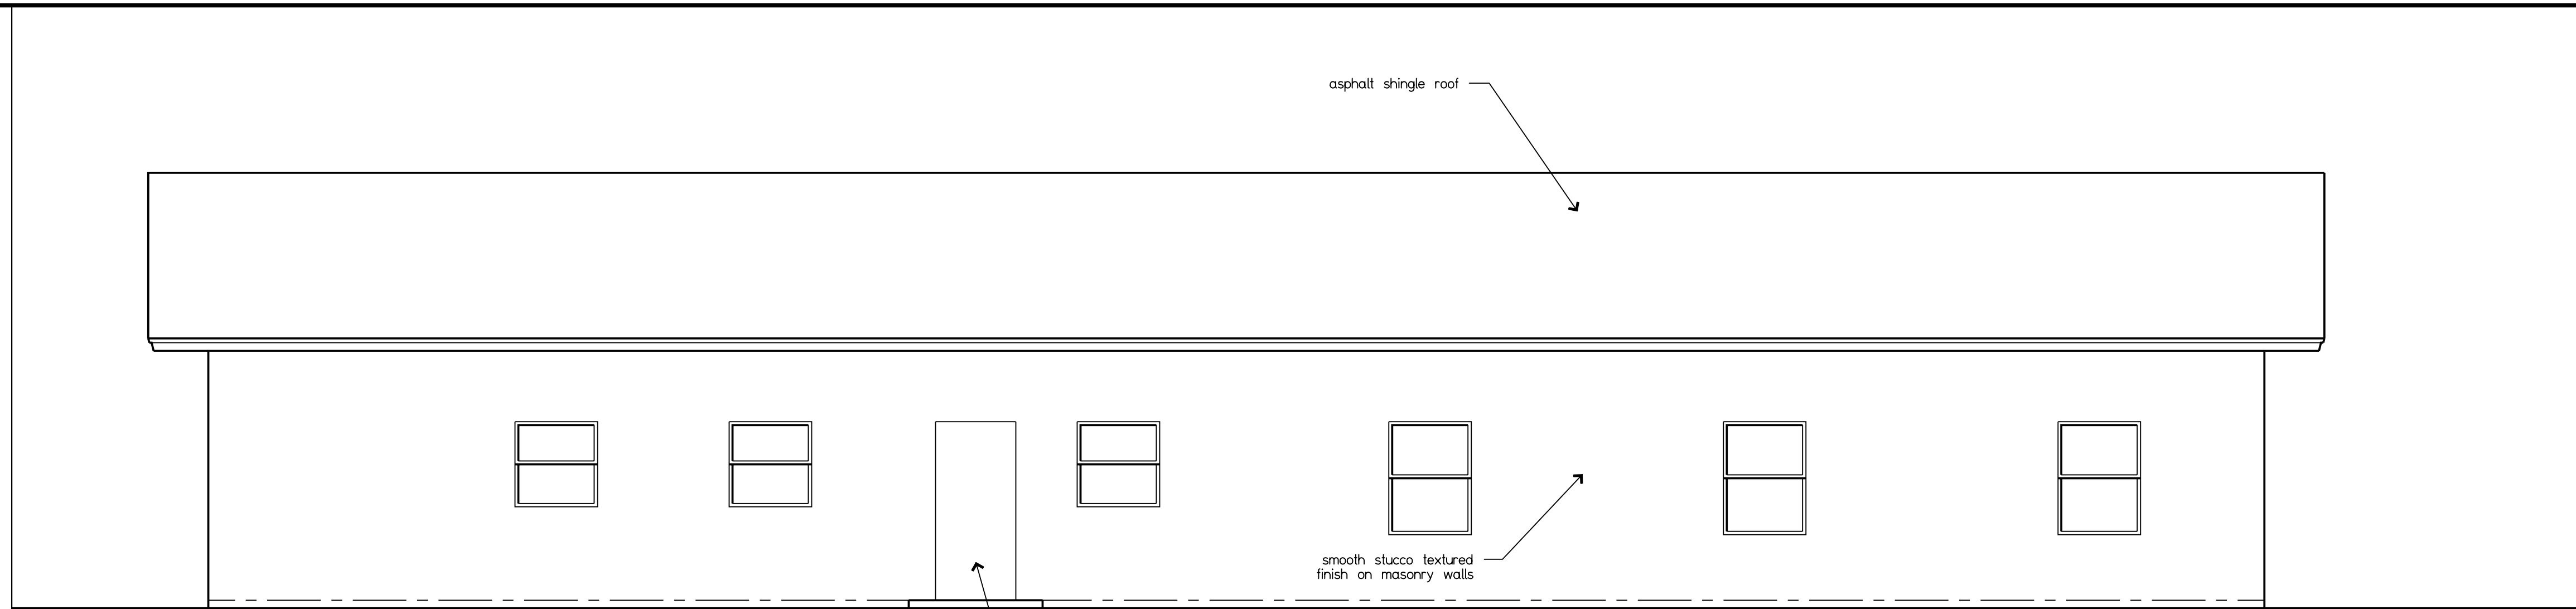 asphalt shingle roof
smooth stucco textured
finish on masonry walls